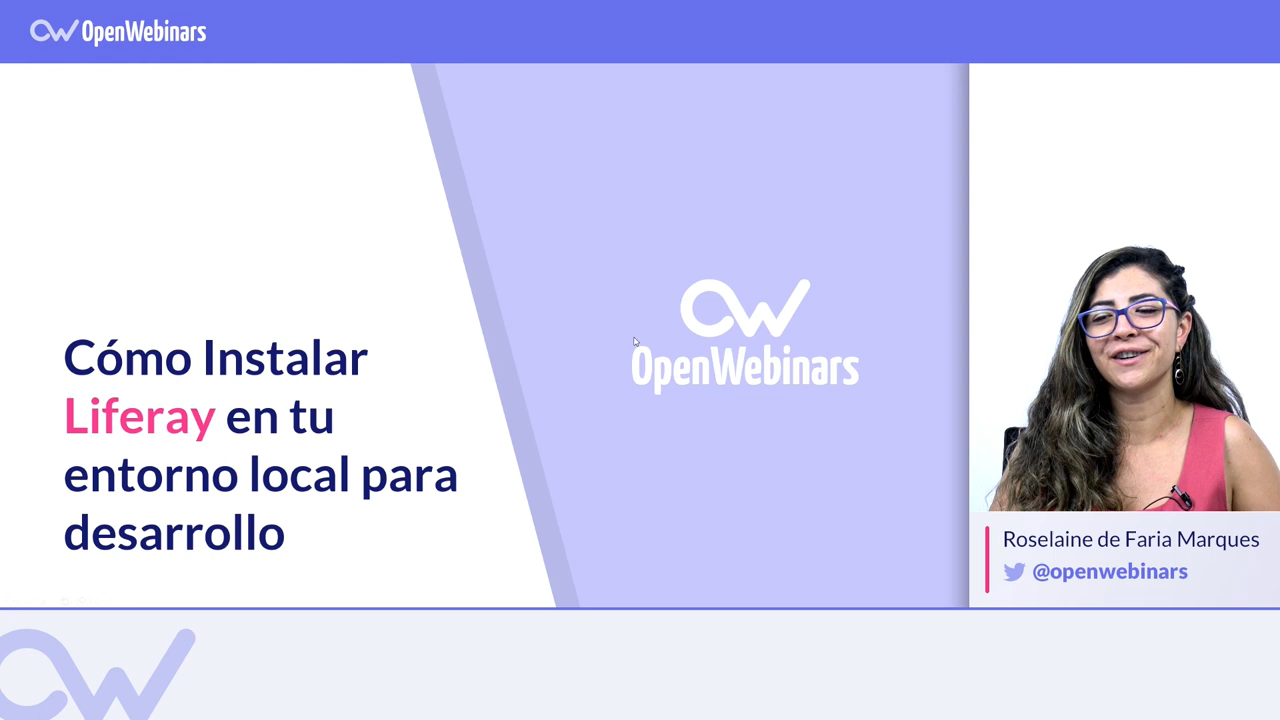 OpenWebinars
Cómo Instalar
Liferay en tu
entorno local para
desarrollo
OpenWebinars
Roselaine de Faria Marques
@openwebinars